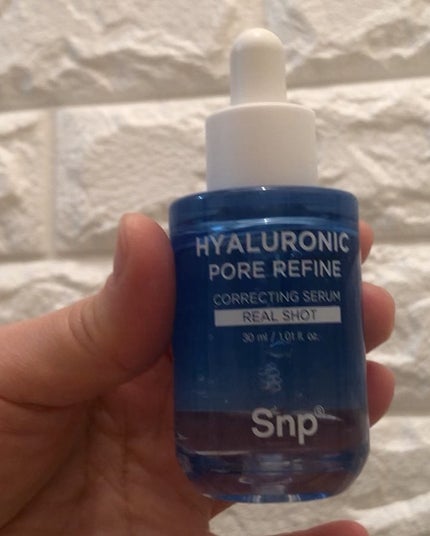 HYALURONIC
PORE REFINE
CORRECTING SERUM
REAL SHOT
30 ml / 1.01 fl. oz.
Snp®